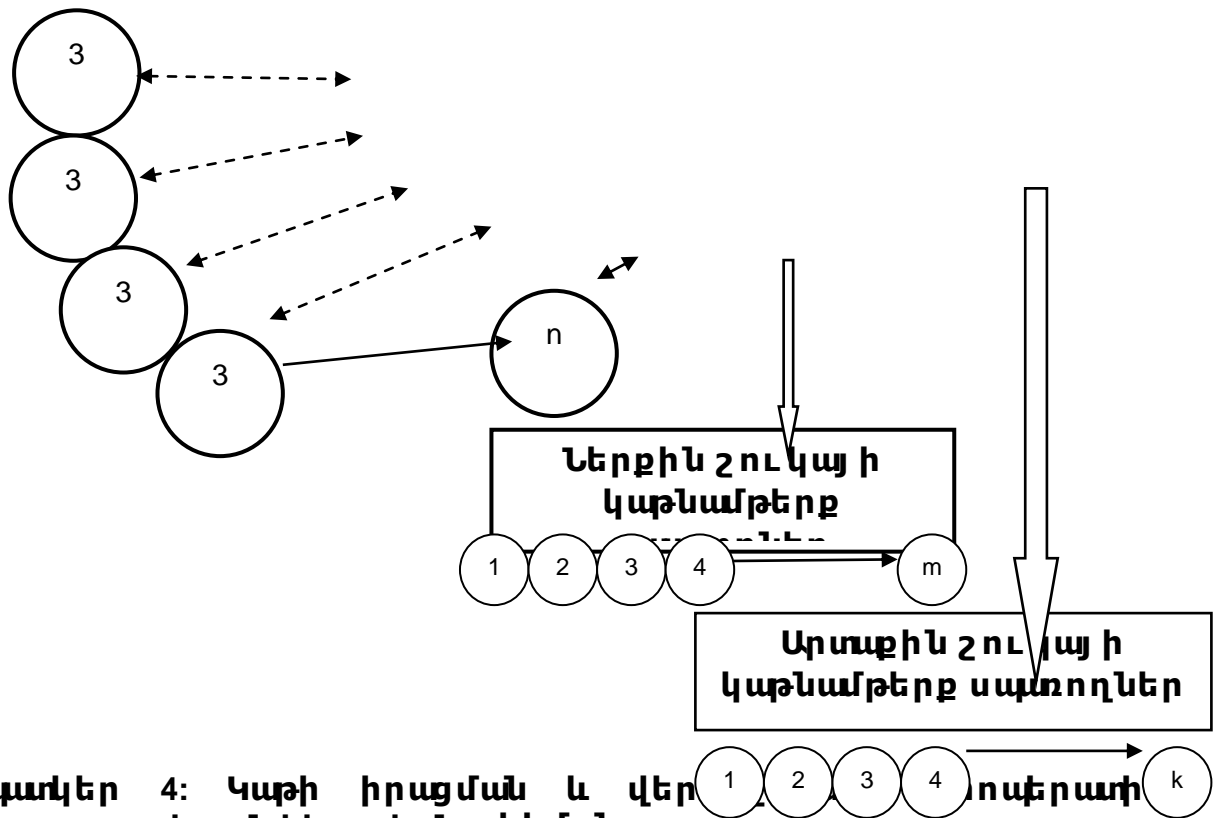 3
3
3
3
n
Ներքին շուկայի
կաթնամթերք
1 2 3 4 m
Արտաքին շուկայի
կաթնամթերք սպառողներ
4: Կաթի իրացման և
1 2 3 4 k